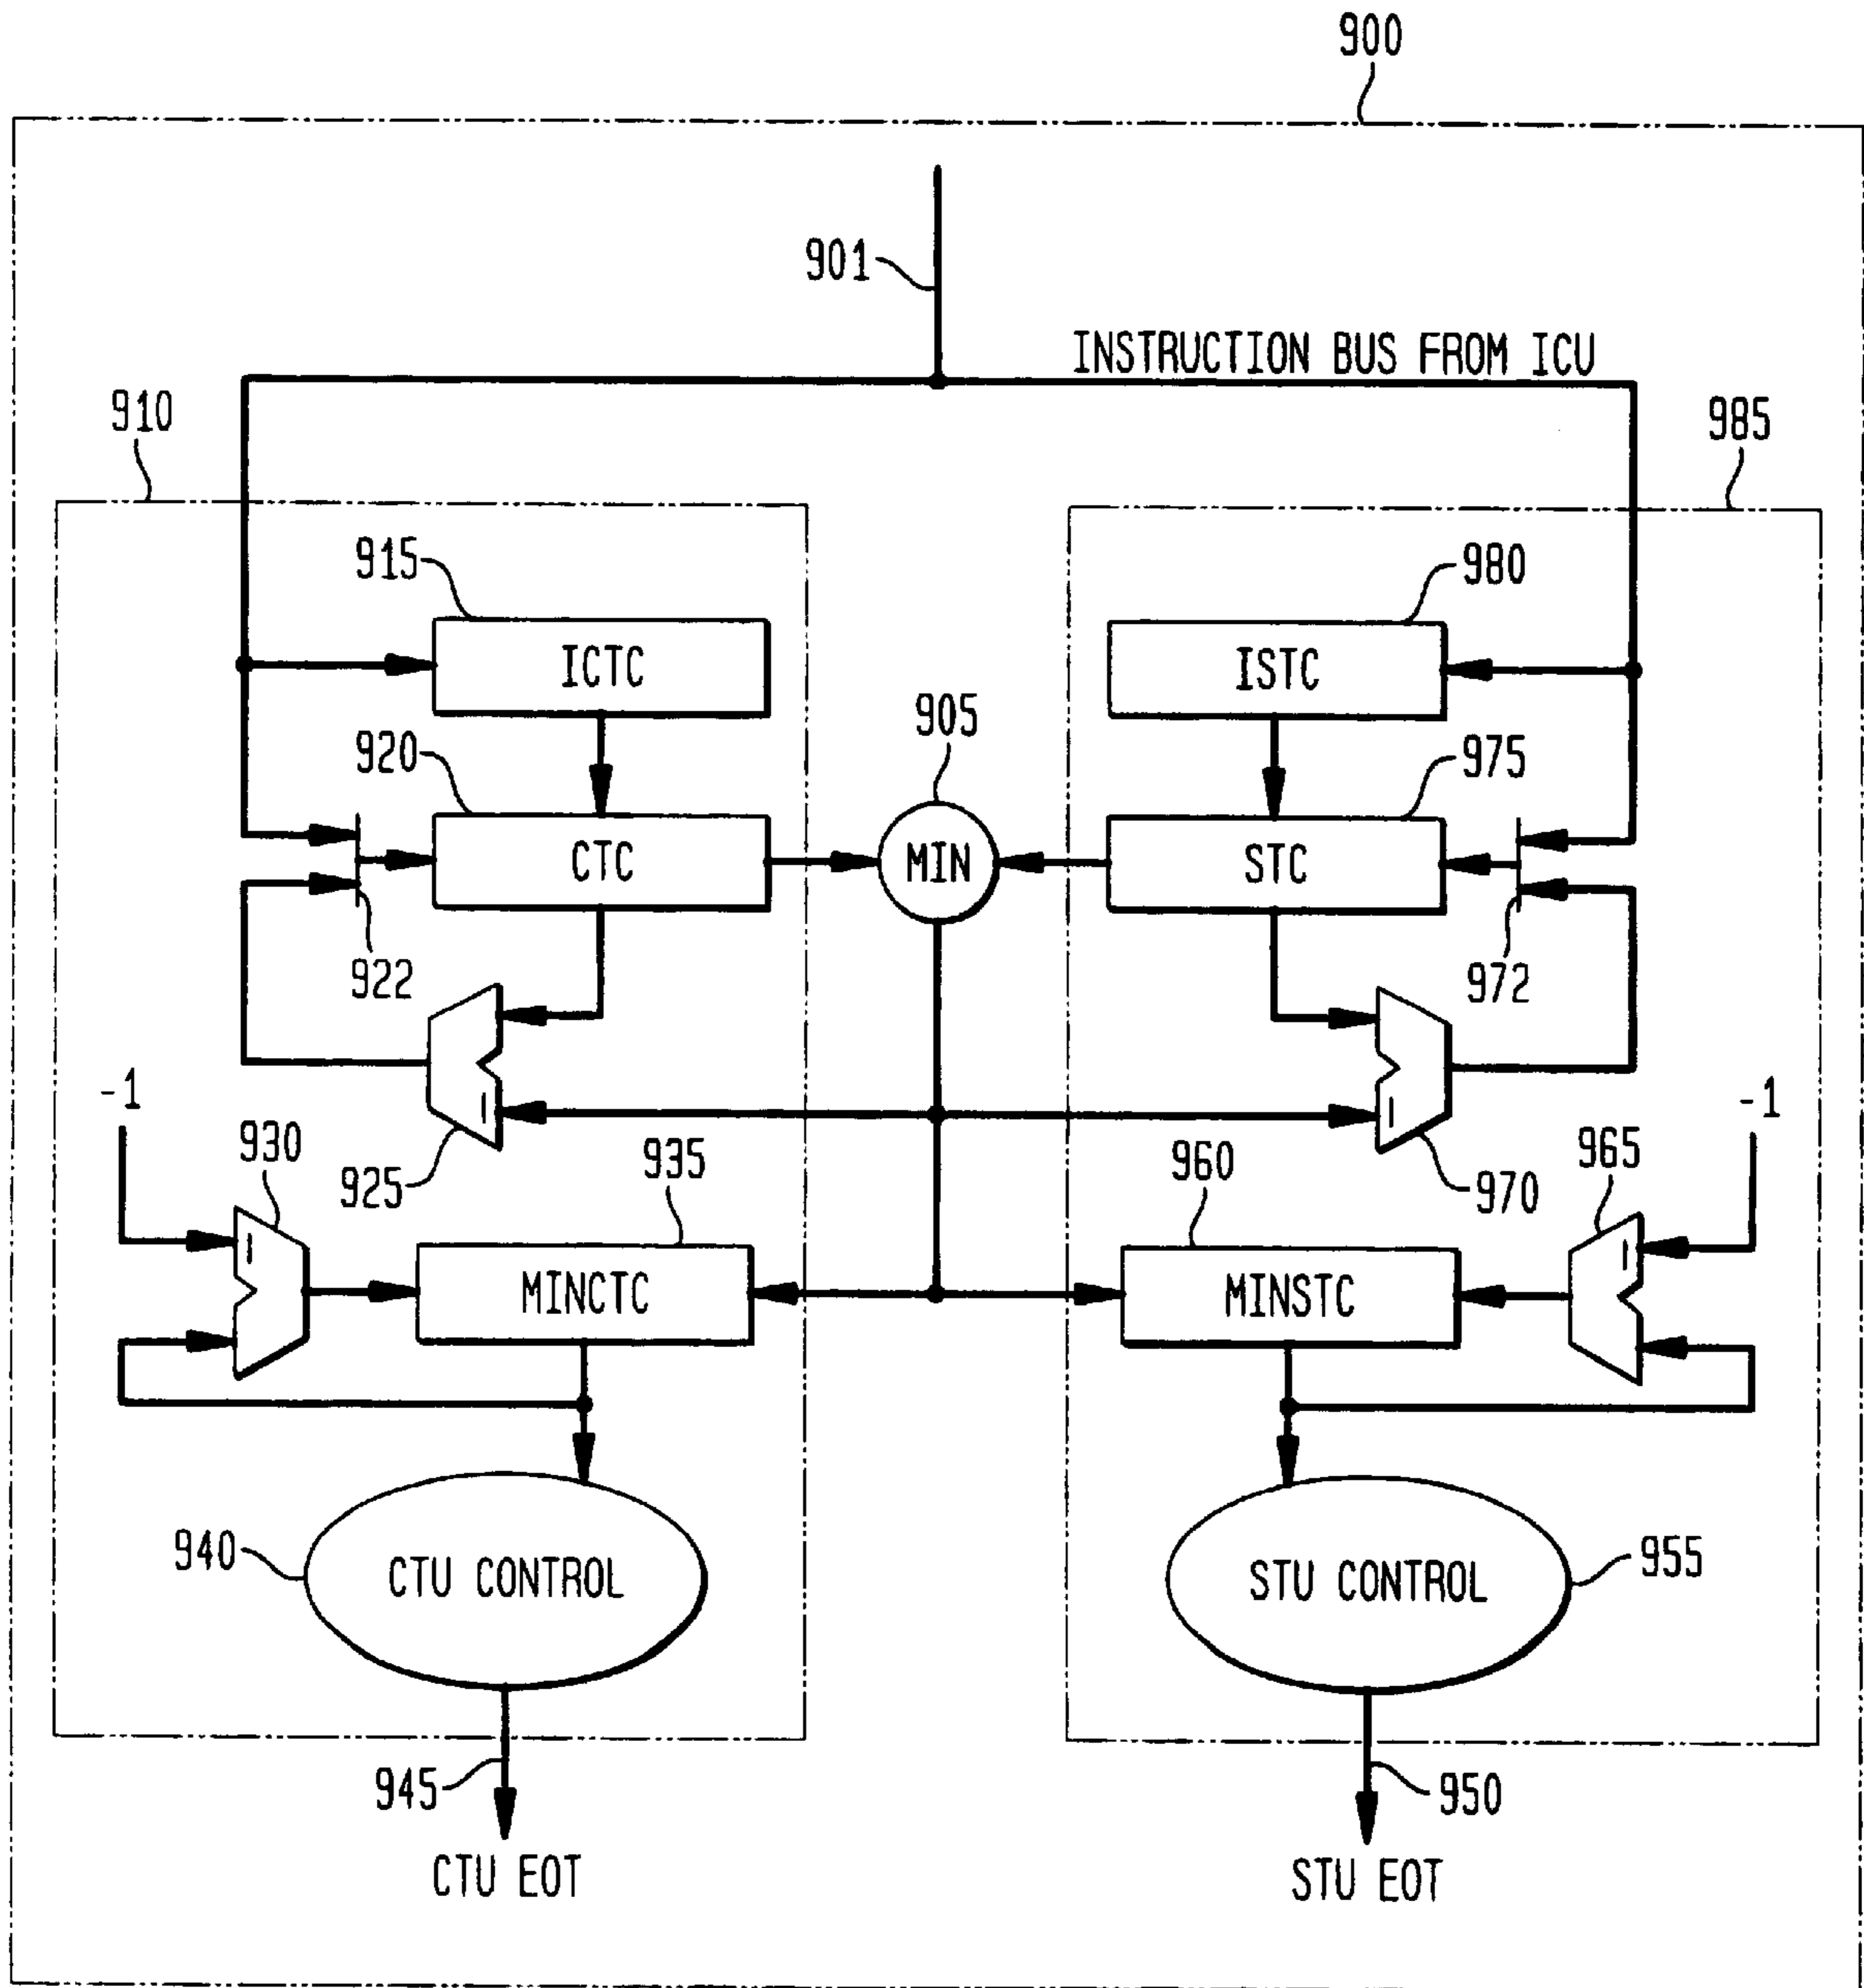 900
901
INSTRUCTION BUS FROM ICU
910
985
915
980
ICTC
ISTC
905
920
975
CTC
MIN
STC
922
972
-1
-1
930
925
935
960
970
965
MINCTC
MINSTC
940
CTU CONTROL
STU CONTROL
955
945
950
CTU EOT
STU EOT